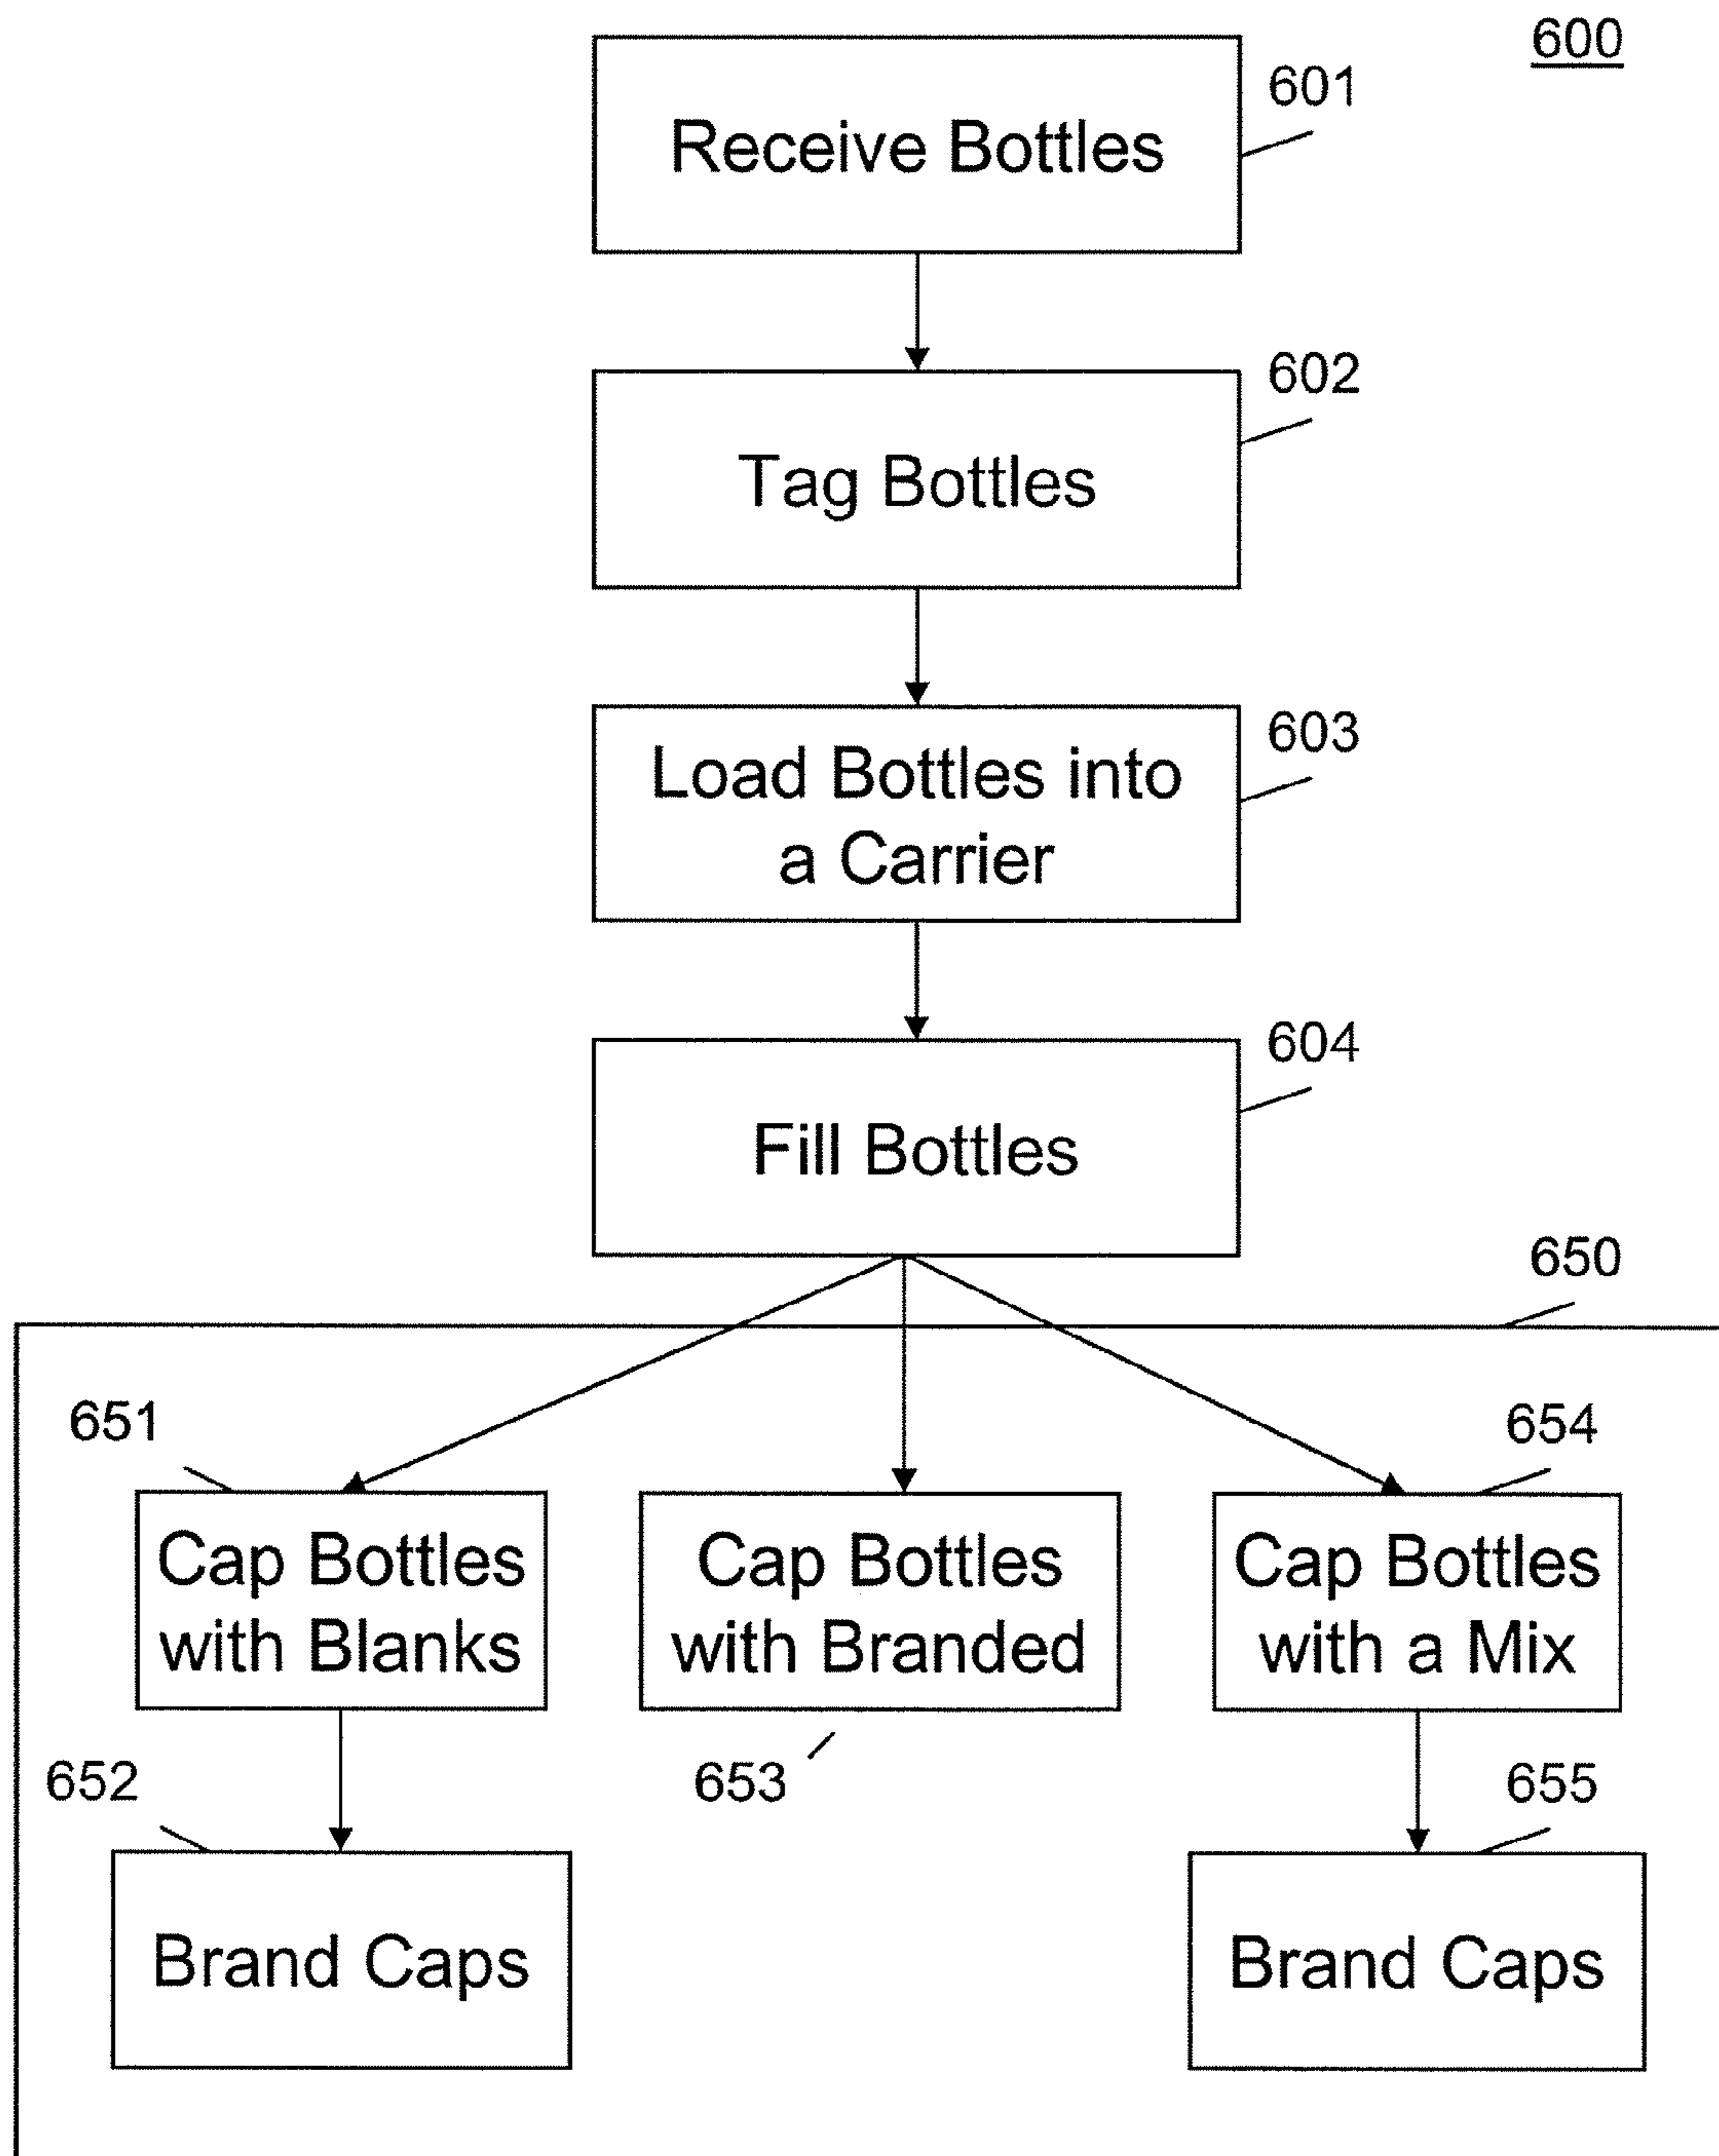 600
601
Receive Bottles
602
Tag Bottles
603
Load Bottles into
a Carrier
604
Fill Bottles
650
651
654
Cap Bottles
with Blanks
Cap Bottles
with Branded
Cap Bottles
with a Mix
652
653
655
Brand Caps
Brand Caps